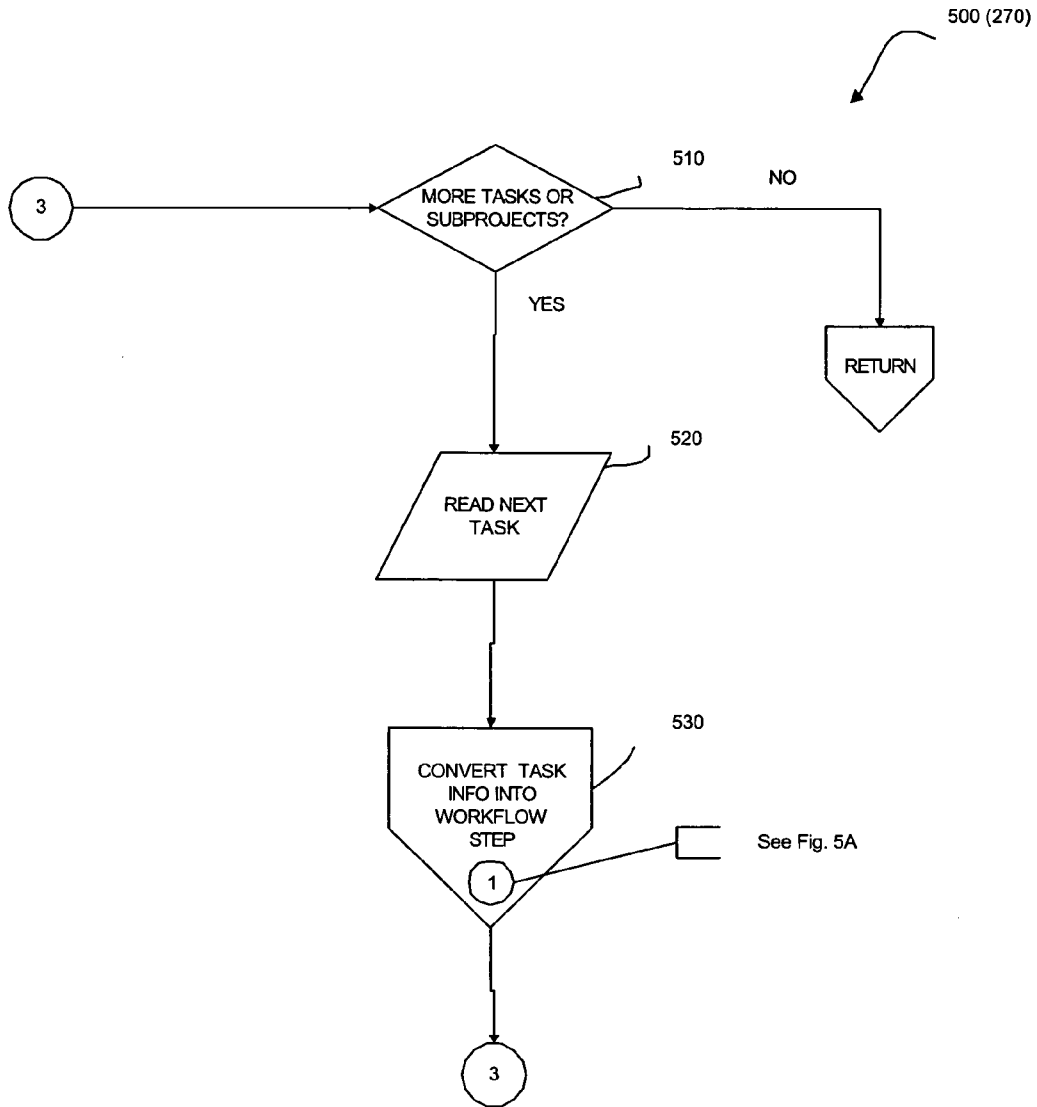 500 (270)
510
NO
3
MORE TASKS OR
SUBPROJECTS?
YES
RETURN
520
READ NEXT
TASK
530
CONVERT TASK
INFO INTO
WORKFLOW
STEP
1
See Fig. 5A
3